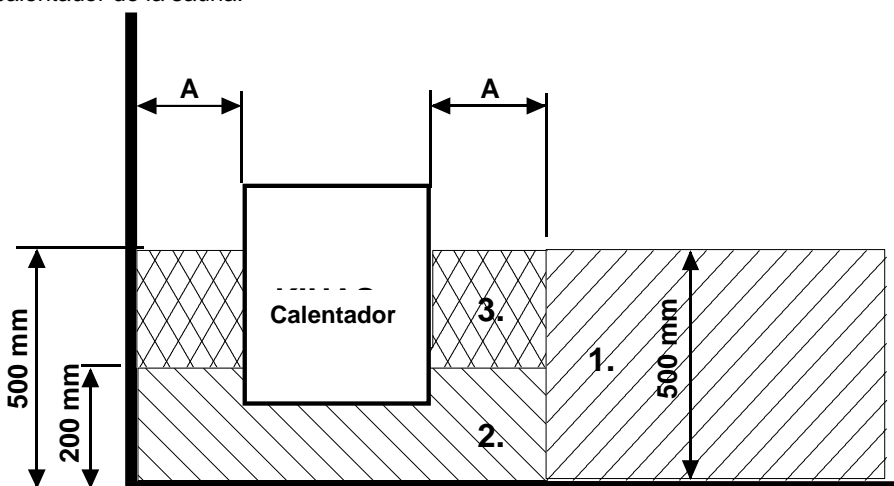 calentador de la sauna.
A A
500 mm
200 mm
Calentador
3.
1.
500 mm
2.